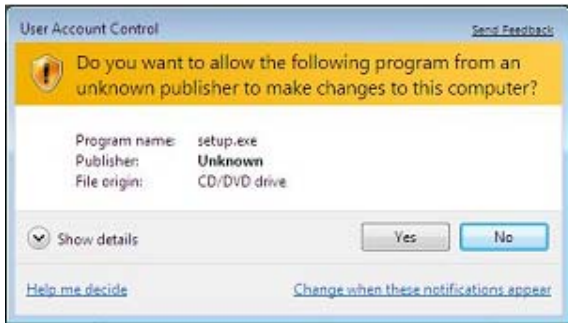 User Account Control
Send Feedback
Do you want to allow the following program from an
unknown publisher to make changes to this computer?
Program name: setup.exe
Publisher: Unknown
File origin: CD/DVD drive
Show details
Yes
No
Help me decide
Change when these notifications appear